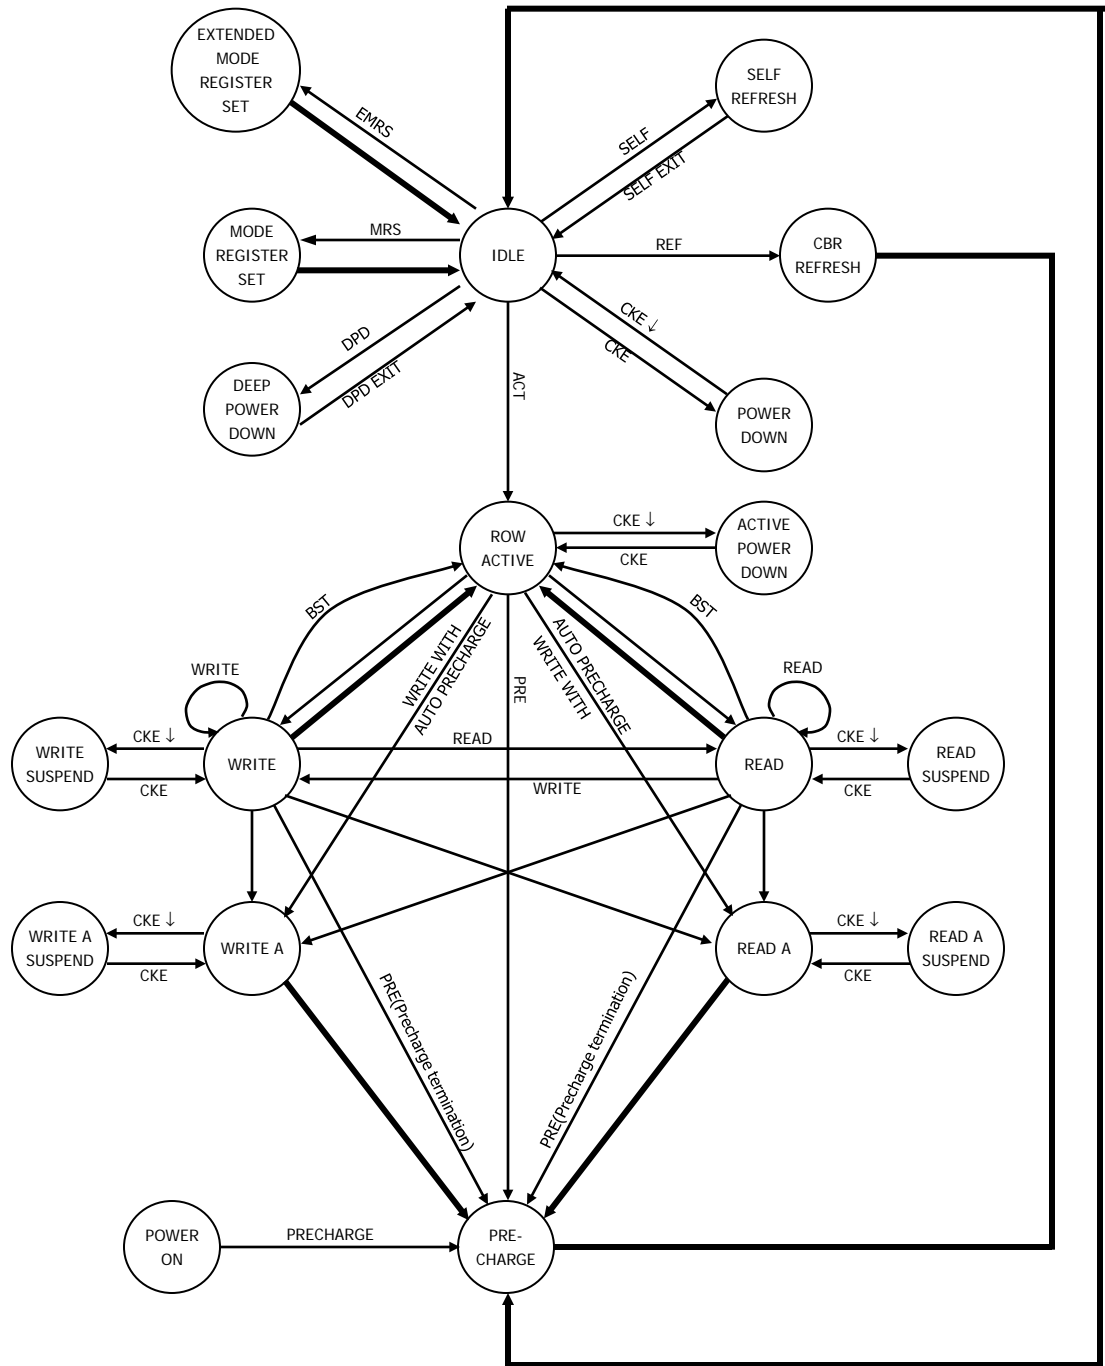 EXTENDED
MODE
REGISTER
SET
SELF
REFRESH
EMRS
SELF
SELF EXIT
MODE
REGISTER
SET
MRS
IDLE
REF
CBR
REFRESH
DPD
DPD EXIT
CKE ↓
CKE
DEEP
POWER
DOWN
ACT
POWER
DOWN
ROW
ACTIVE
CKE ↓
CKE
ACTIVE
POWER
DOWN
BST
BST
WRITE WITH
AUTO PRECHARGE
PRE
AUTO PRECHARGE
WRITE WITH
WRITE
READ
WRITE
SUSPEND
CKE ↓
CKE
WRITE
READ
WRITE
READ
CKE ↓
CKE
READ
SUSPEND
WRITE A
SUSPEND
CKE ↓
CKE
WRITE A
READ A
CKE ↓
CKE
READ A
SUSPEND
PRE(Precharge termination)
PRE(Precharge termination)
POWER
ON
PRECHARGE
PRE-
CHARGE